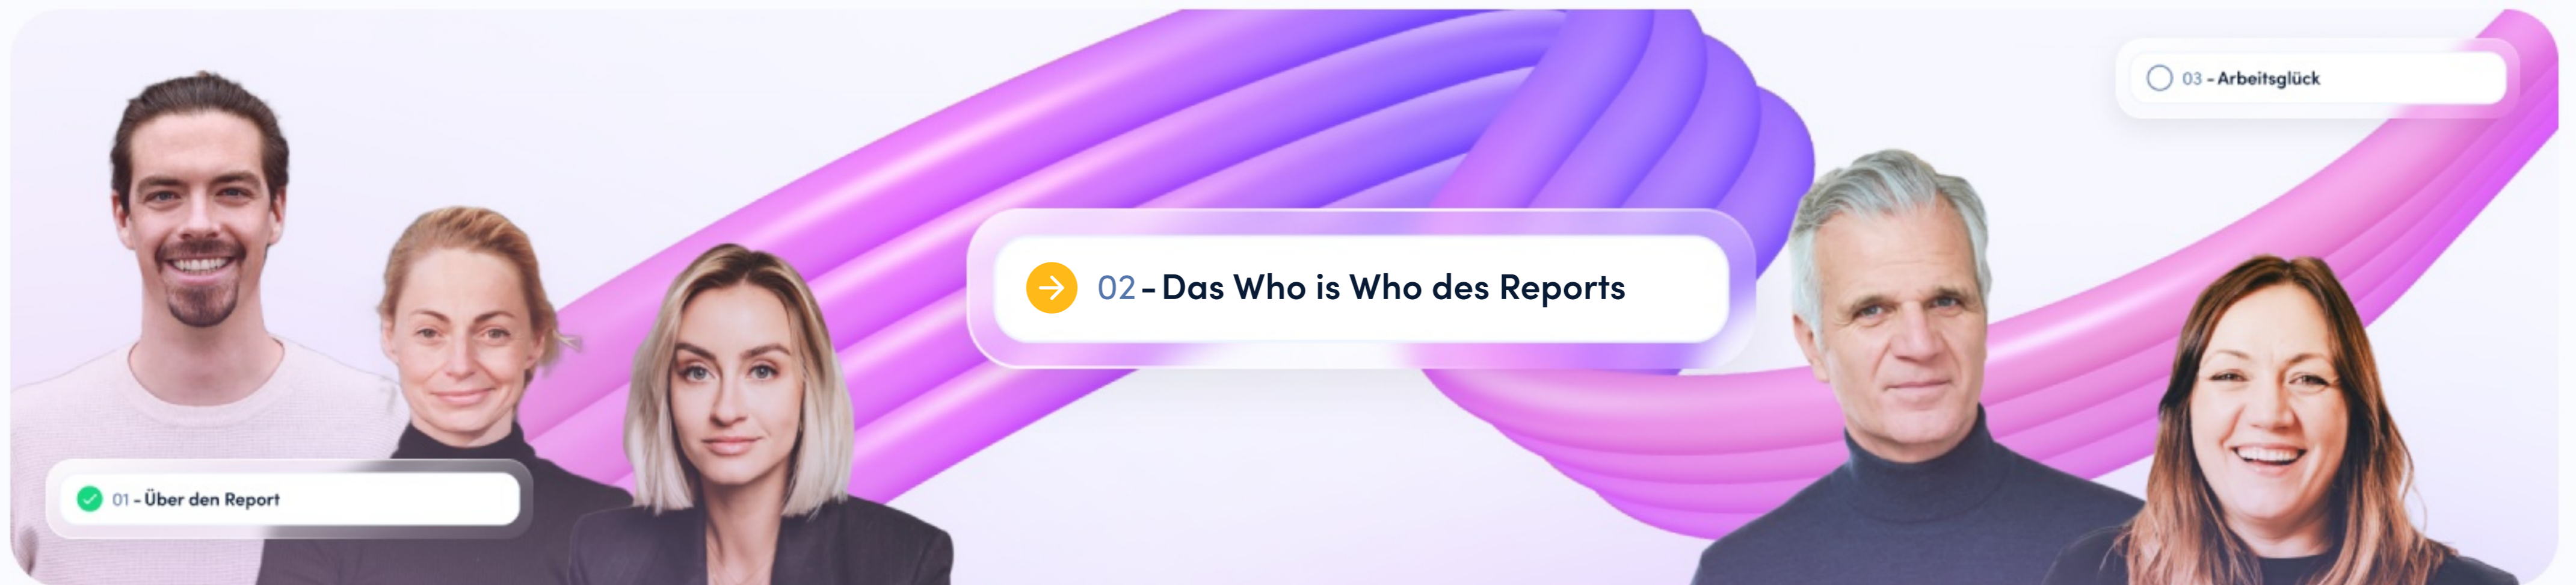 03 - Arbeitsglück
02 - Das Who is Who des Reports
01 - Über den Report